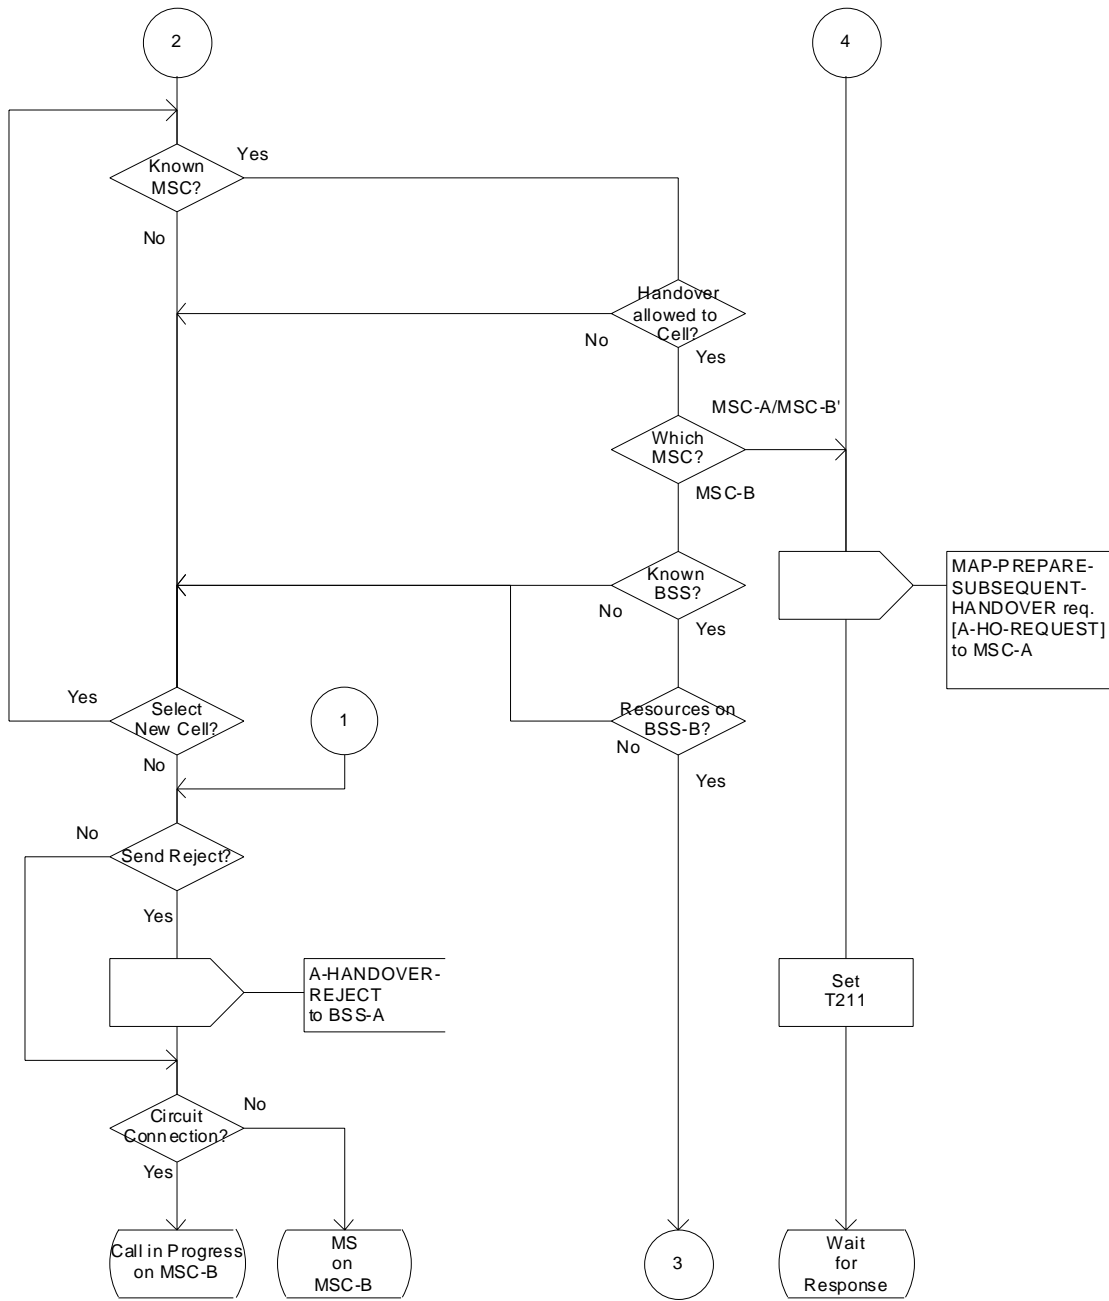 2
4
Known
MSC?
Yes
No
Handover
allowed to
Cell?
No
Yes
MSC-A/MSC-B'
Which
MSC?
MSC-B
Known
BSS?
No
Yes
MAP-PREPARE-
SUBSEQUENT-
HANDOVER req.
[A-HO-REQUEST]
to MSC-A
Yes
Select
New Cell?
No
1
Resources on
BSS-B?
No
Yes
No
Send Reject?
Yes
A-HANDOVER-
REJECT
to BSS-A
Set
T211
Circuit
Connection?
No
Yes
Call in Progress
on MSC-B
MS
on
MSC-B
3
Wait
for
Response